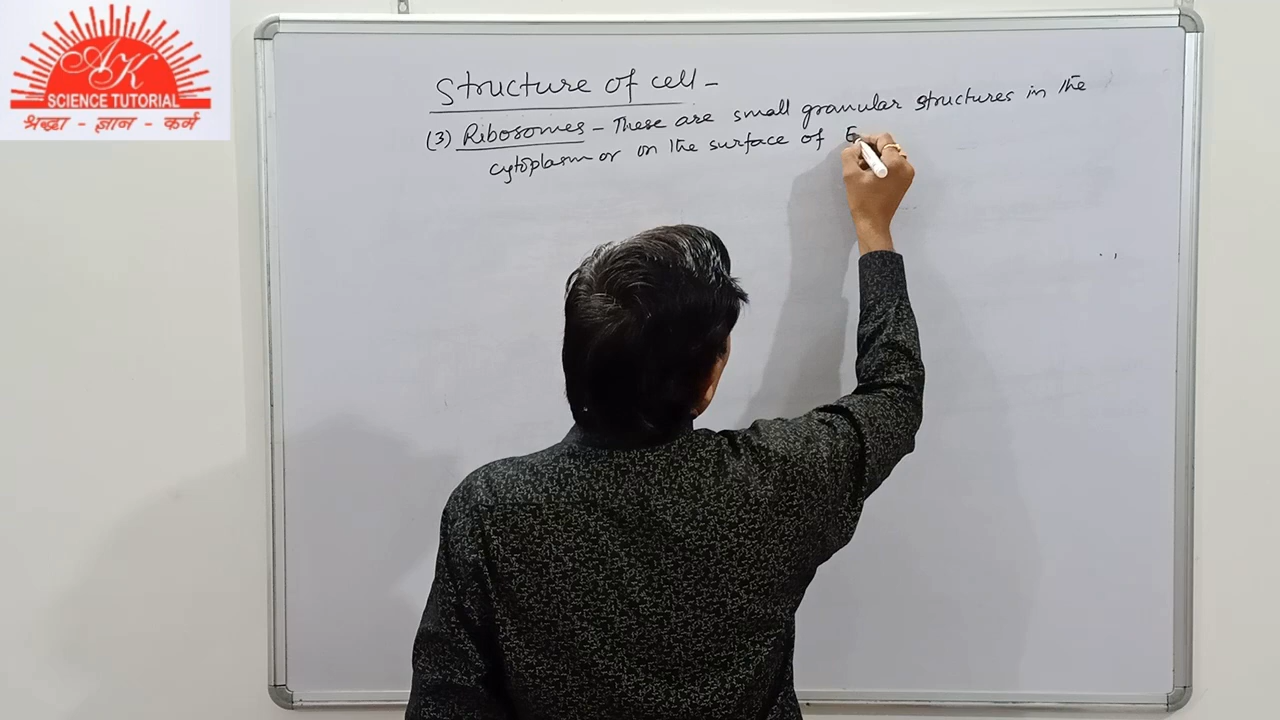 AK
SCIENCE TUTORIAL
श्रद्धा - ज्ञान - कर्म
Structure of cell -
(3) Ribosomes - These are small granular structures in the
cytoplasm or on the surface of E